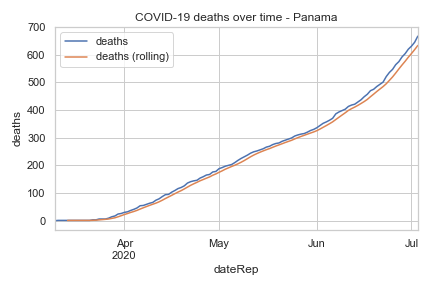 COVID-19 deaths over time - Panama
deaths
deaths (rolling)
700
600
500
400
300
200
100
0
deaths
Apr
2020
May
Jun
Jul
dateRep